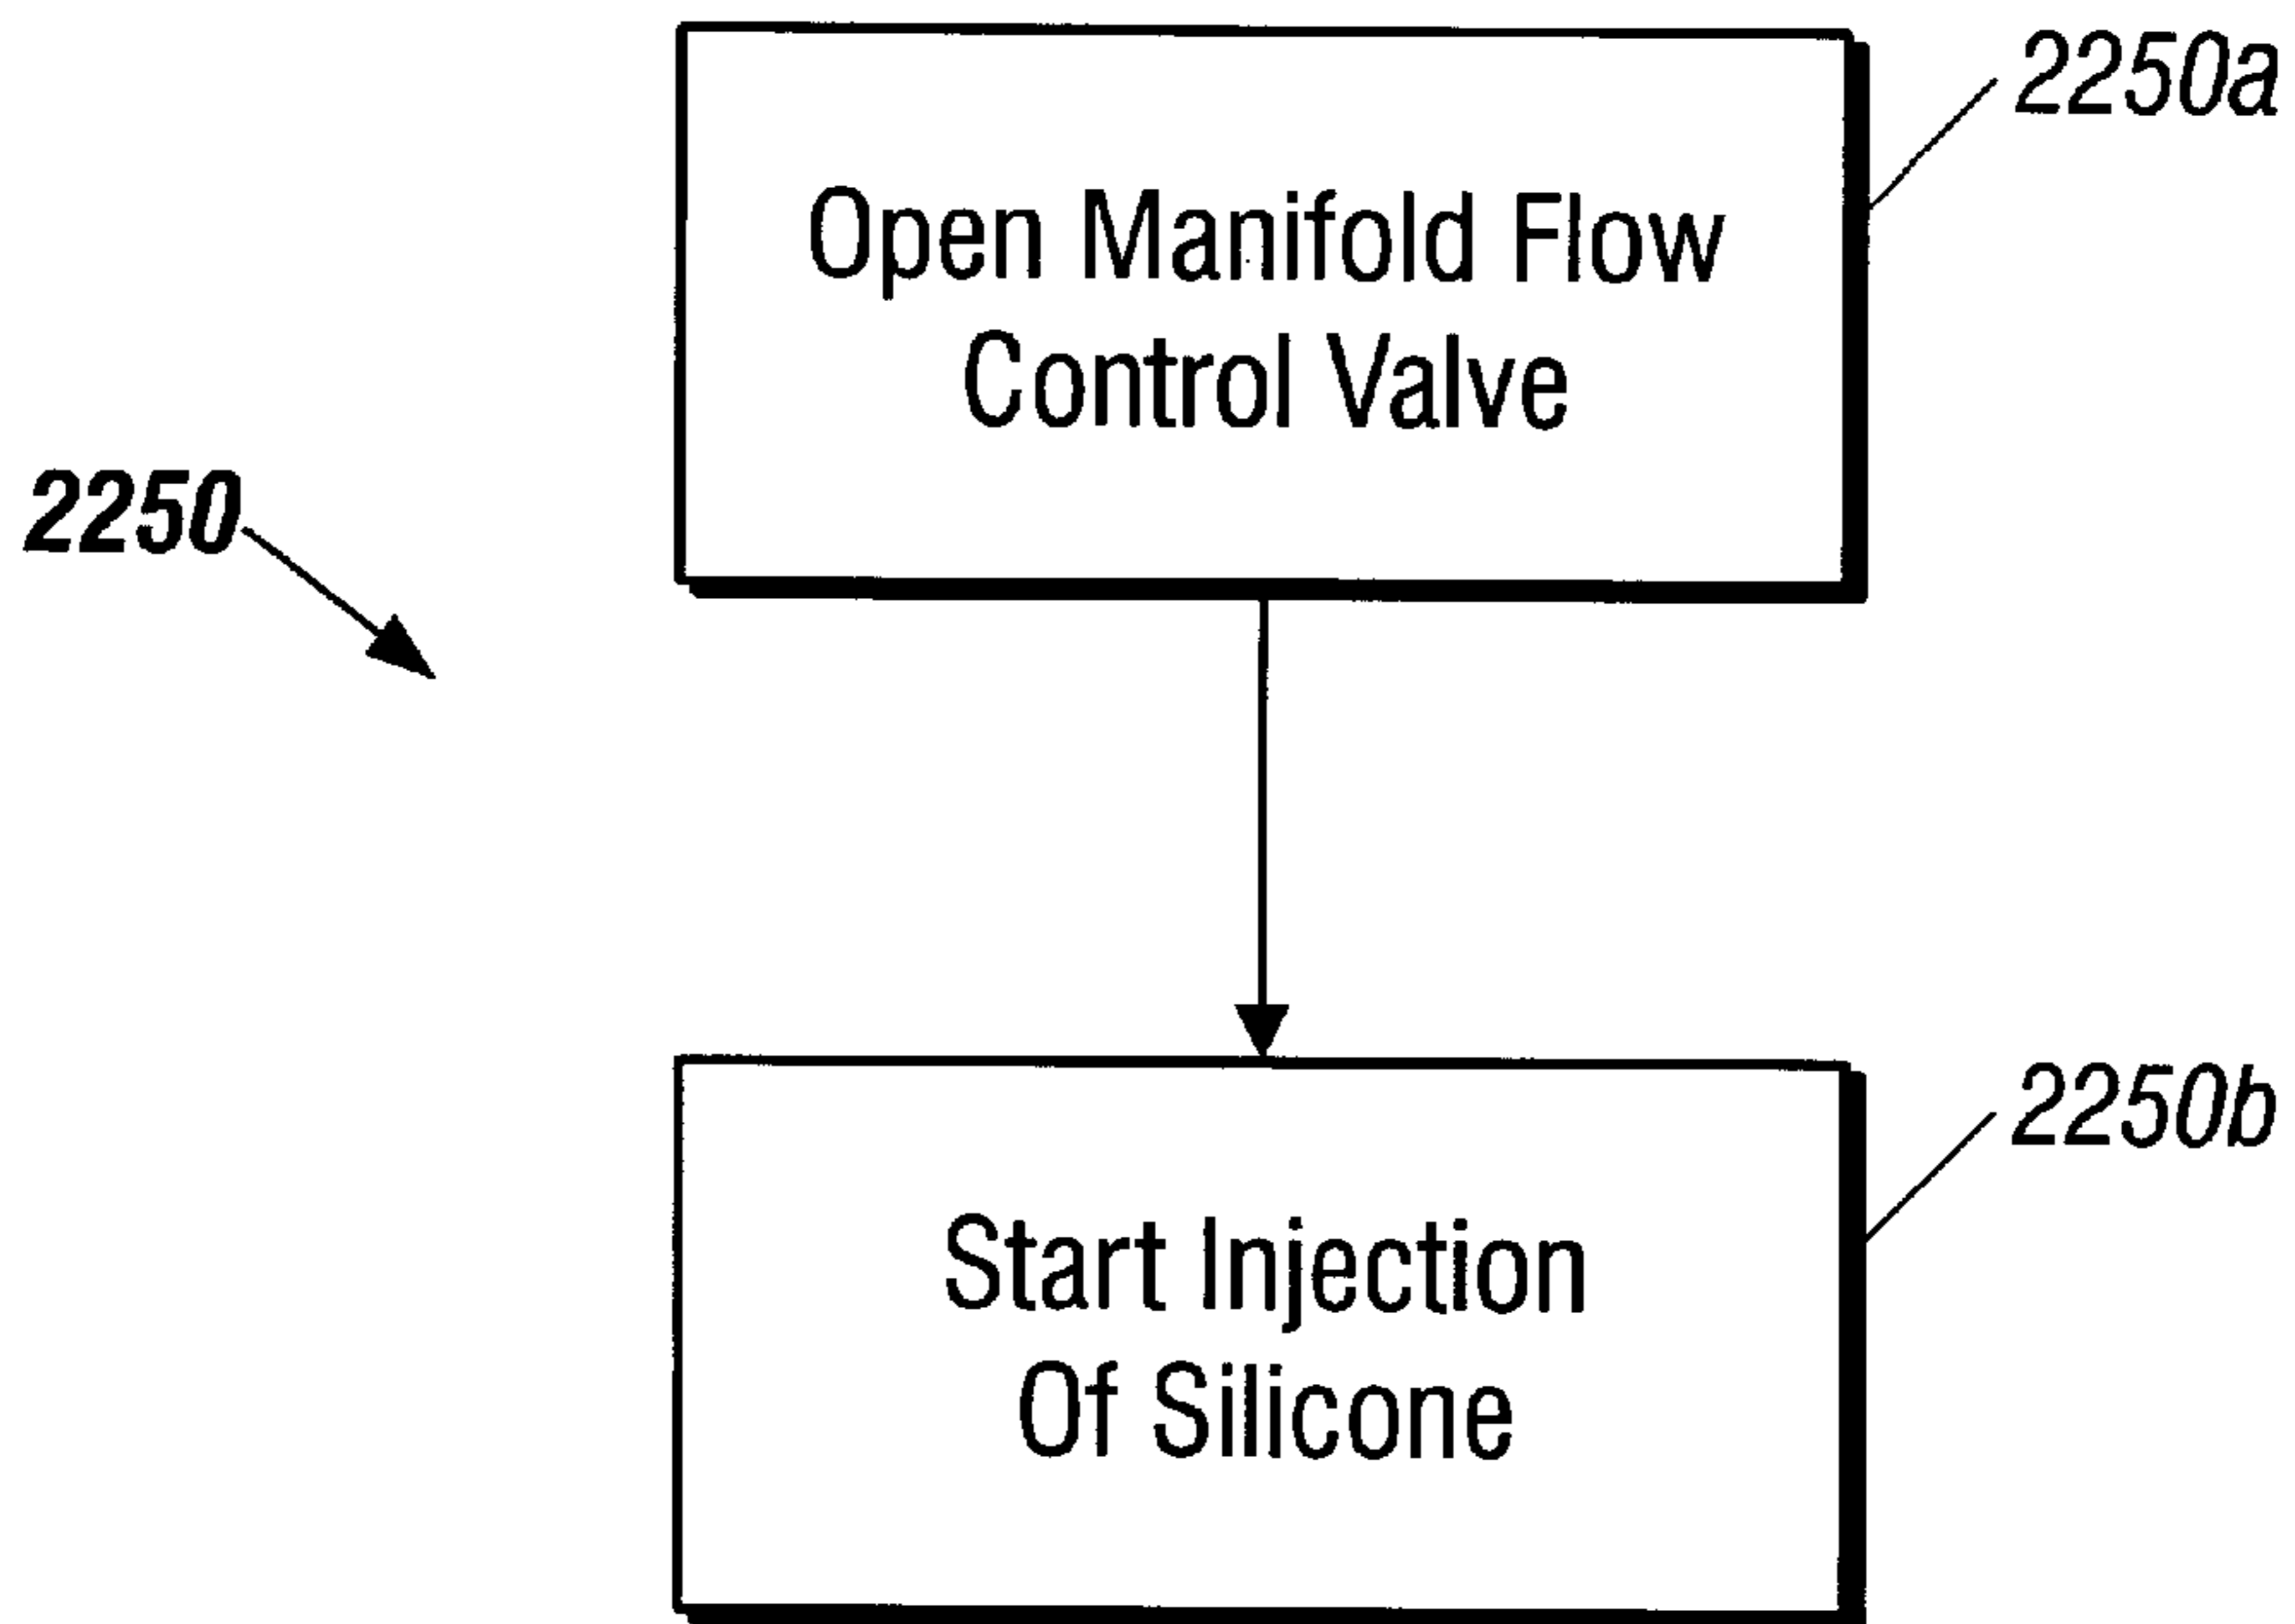 2250a
Open Manifold Flow
Control Valve
2250
2250b
Start Injection
Of Silicone